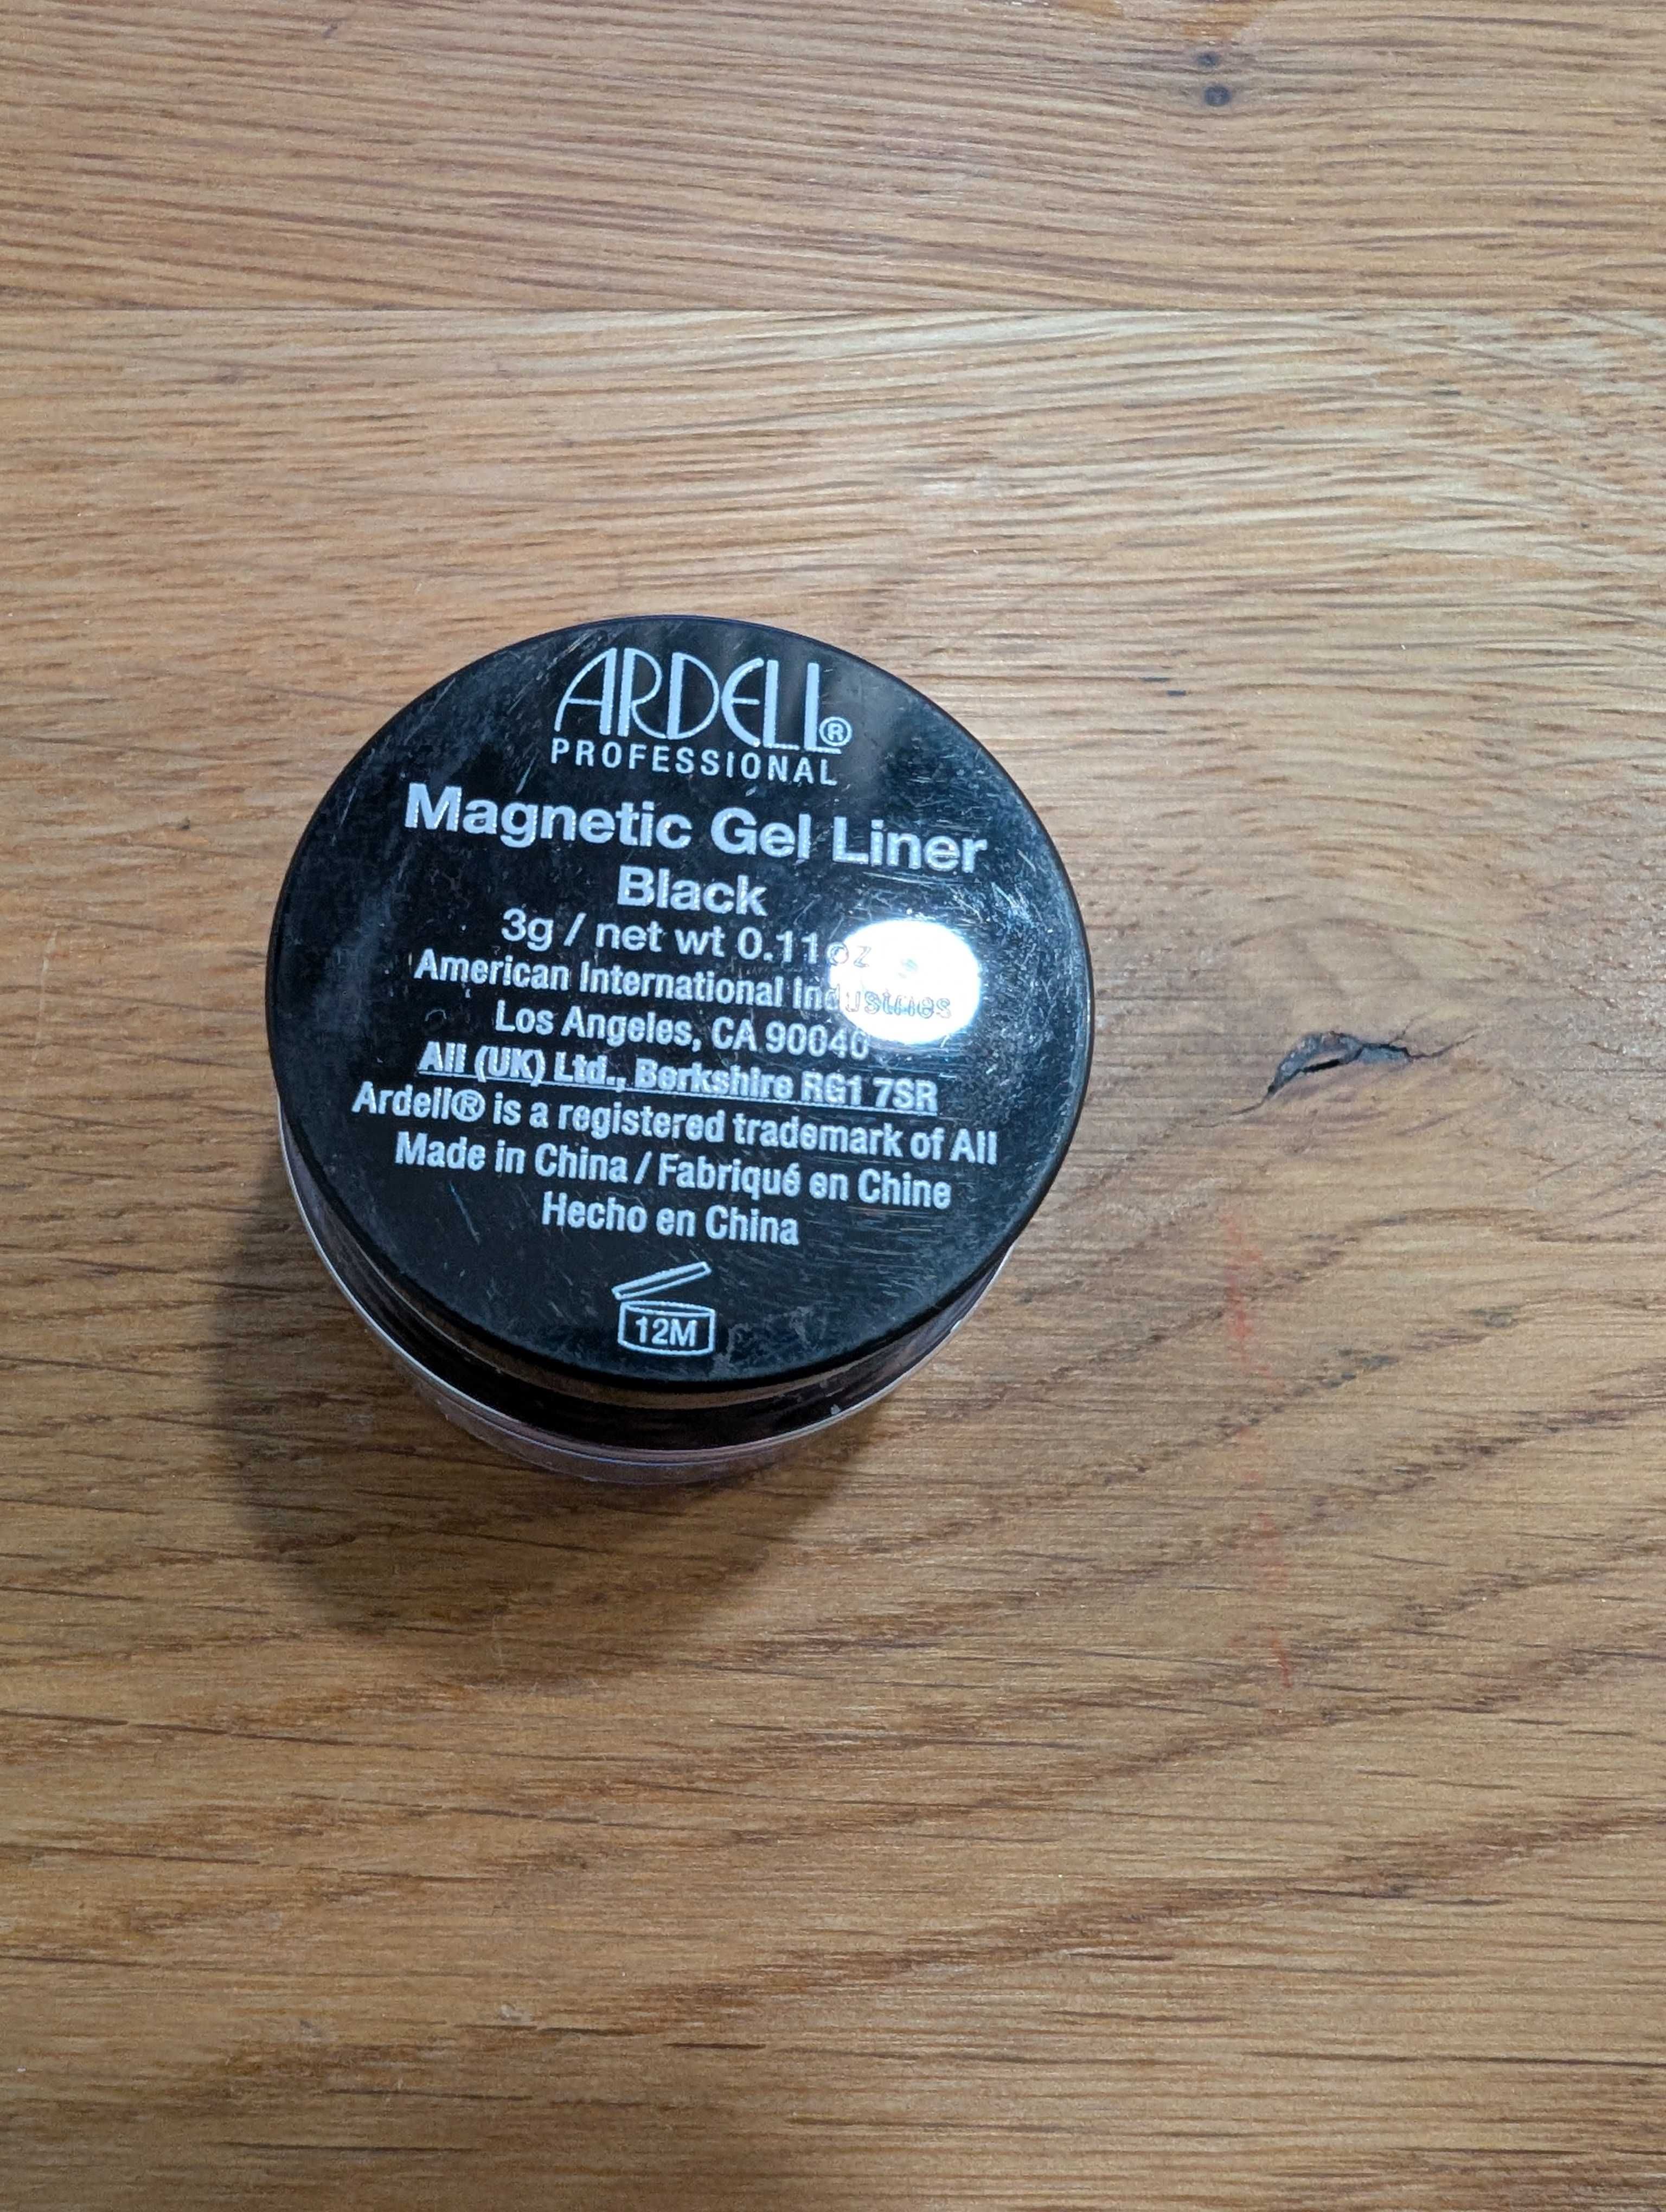 ARDELL®
PROFESSIONAL
Magnetic Gel Liner
Black
3g / net wt 0.11oz
American International Industries
Los Angeles, CA 90040
AII (UK) Ltd., Berkshire RG1 7SR
Ardell® is a registered trademark of AII
Made in China / Fabriqué en Chine
Hecho en China
12M